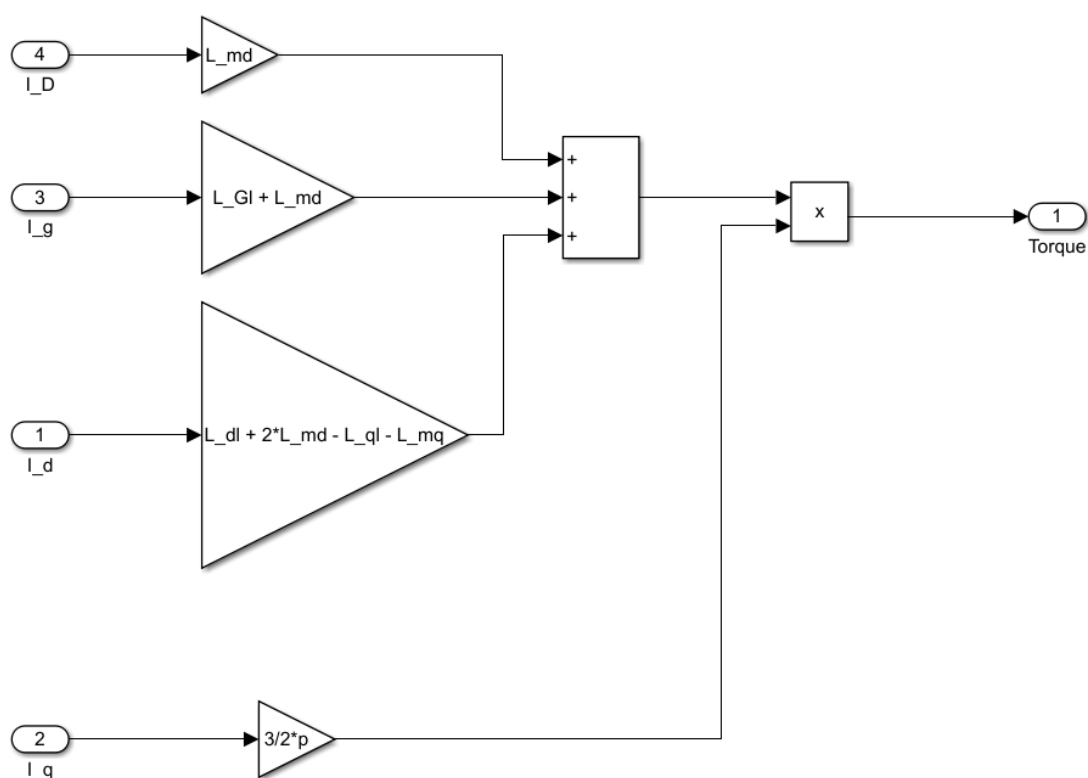 4
L_md
I_D
3
L_Gl + L_md
I_g
+
+
+
x
1
Torque
1
L_dl + 2*L_md - L_ql - L_mq
I_d
2
3/2*p
I_q